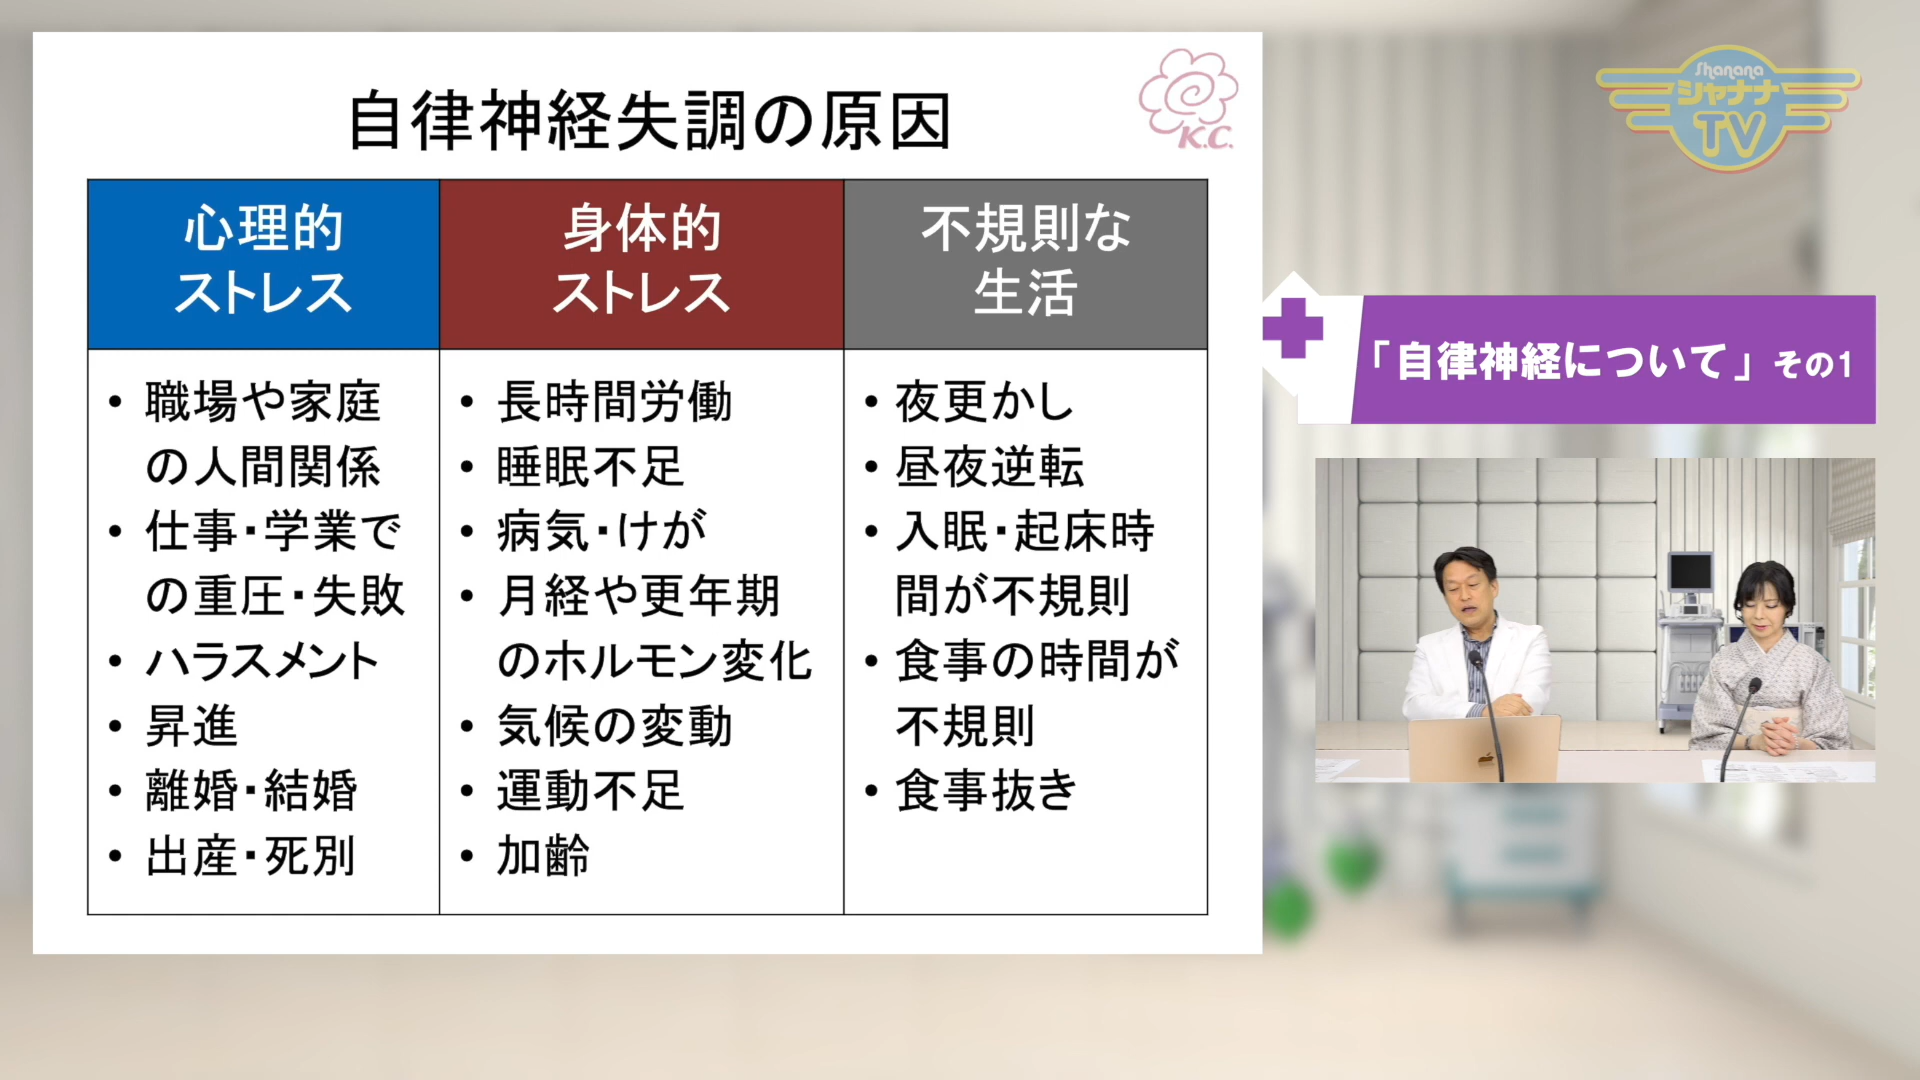 自律神経失調の原因
K.C.
心理的
ストレス
身体的
ストレス
不規則な
生活
• 職場や家庭
の人間関係
• 仕事・学業で
の重圧・失敗
• ハラスメント
• 昇進
• 離婚・結婚
• 出産・死別
• 長時間労働
• 睡眠不足
• 病気・けが
• 月経や更年期
のホルモン変化
• 気候の変動
• 運動不足
• 加齢
• 夜更かし
• 昼夜逆転
• 入眠・起床時
間が不規則
• 食事の時間が
不規則
• 食事抜き
Shanana
シャナナ
TV
「自律神経について」その1